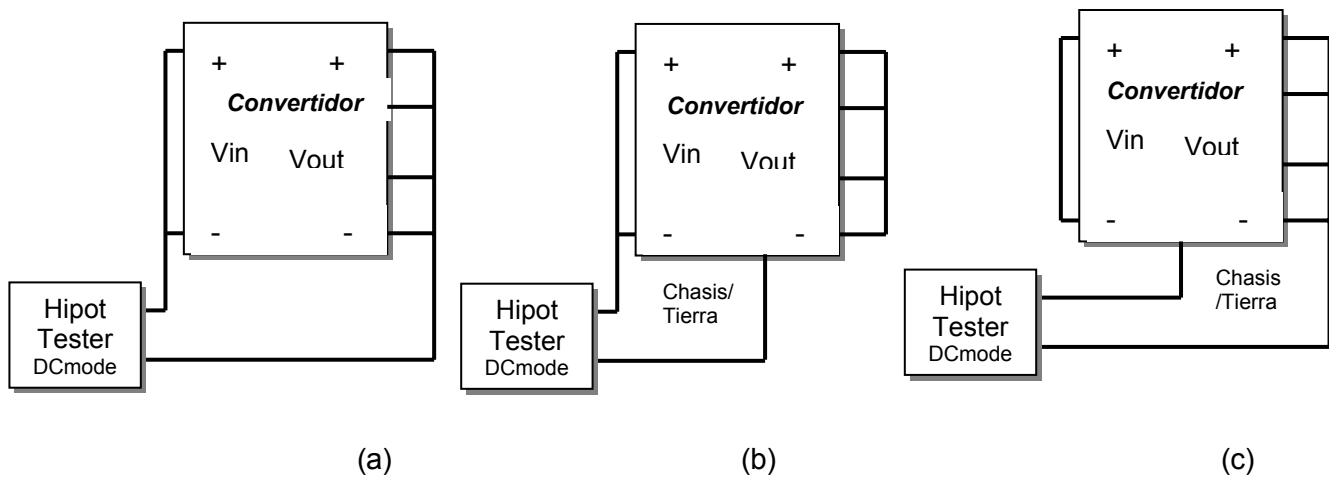 + +
Convertidor
Vin Vout
- -
Hipot
Tester
DCmode
(a)
+ +
Convertidor
Vin Vout
- -
Chasis/
Tierra
Hipot
Tester
DCmode
(b)
+ +
Convertidor
Vin Vout
- -
Chasis
/Tierra
Hipot
Tester
DCmode
(c)